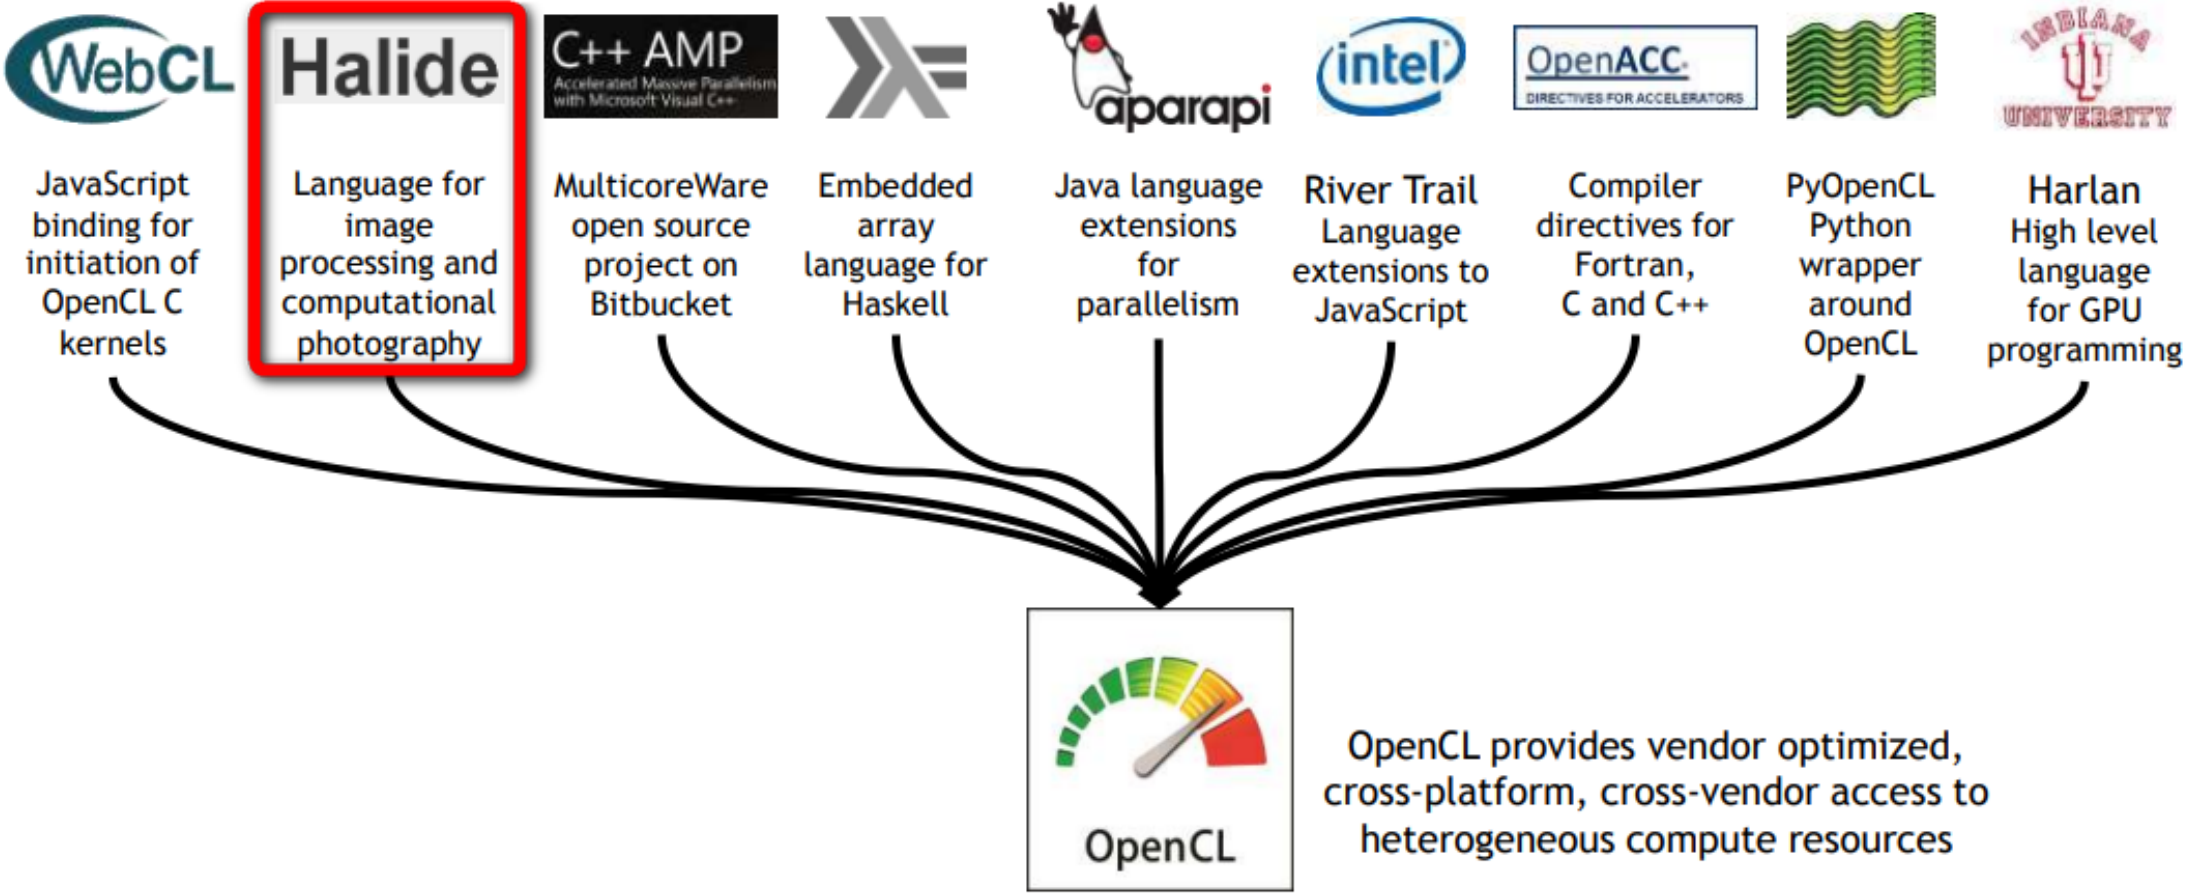 WebCL
JavaScript
binding for
initiation of
OpenCL C
kernels
Halide
Language for
image
processing and
computational
photography
C++ AMP
Accelerated Massive Parallelism
with Microsoft Visual C++
MulticoreWare
open source
project on
Bitbucket
Embedded
array
language for
Haskell
aparapi
Java language
extensions
for
parallelism
intel
River Trail
Language
extensions to
JavaScript
OpenACC.
DIRECTIVES FOR ACCELERATORS
Compiler
directives for
Fortran,
C and C++
PyOpenCL
Python
wrapper
around
OpenCL
INDIANA
IU
UNIVERSITY
Harlan
High level
language
for GPU
programming
OpenCL
OpenCL provides vendor optimized,
cross-platform, cross-vendor access to
heterogeneous compute resources